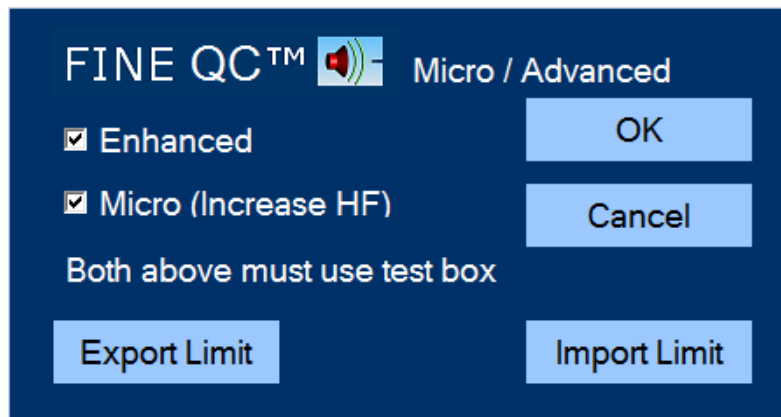 FINE QC™ Micro / Advanced
Enhanced
OK
Micro (Increase HF)
Cancel
Both above must use test box
Export Limit
Import Limit